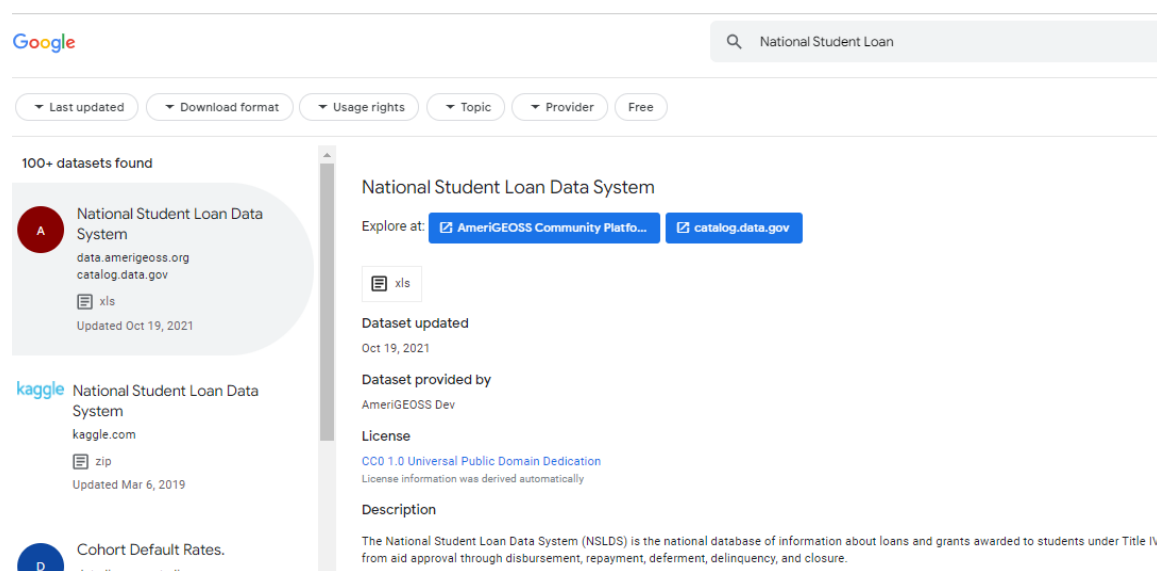 Google
National Student Loan
Last updated
Download format
Usage rights
Topic
Provider
Free
100+ datasets found
A
National Student Loan Data
System
data.amerigeoss.org
catalog.data.gov
xls
Updated Oct 19, 2021
kaggle
National Student Loan Data
System
kaggle.com
zip
Updated Mar 6, 2019
D
Cohort Default Rates.
National Student Loan Data System
Explore at:
AmeriGEOSS Community Platfo...
catalog.data.gov
xls
Dataset updated
Oct 19, 2021
Dataset provided by
AmeriGEOSS Dev
License
CC0 1.0 Universal Public Domain Dedication
License information was derived automatically
Description
The National Student Loan Data System (NSLDS) is the national database of information about loans and grants awarded to students under Title IV
from aid approval through disbursement, repayment, deferment, delinquency, and closure.